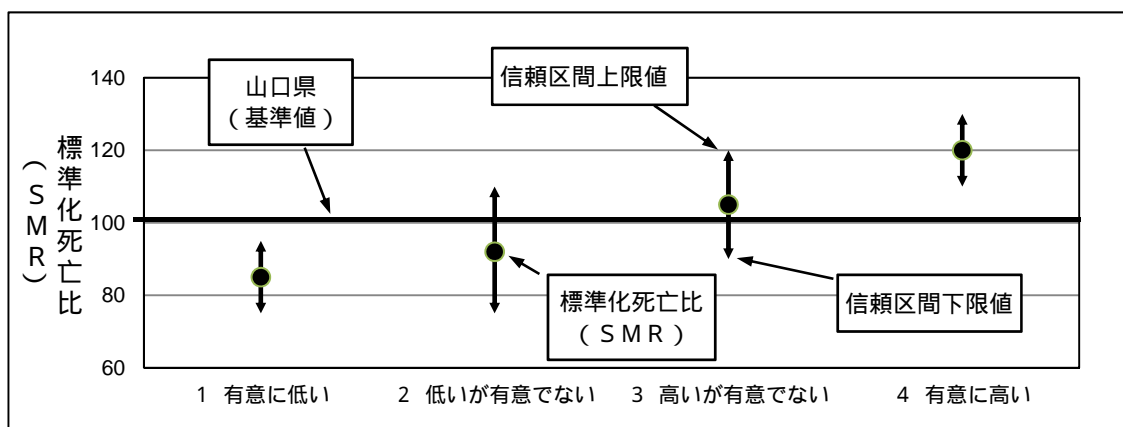 山口県
（基準値）
信頼区間上限値
標準化死亡比
（ＳＭＲ）
140
120
100
80
60
標準化死亡比
（ＳＭＲ）
信頼区間下限値
1 有意に低い
2 低いが有意でない
3 高いが有意でない
4 有意に高い